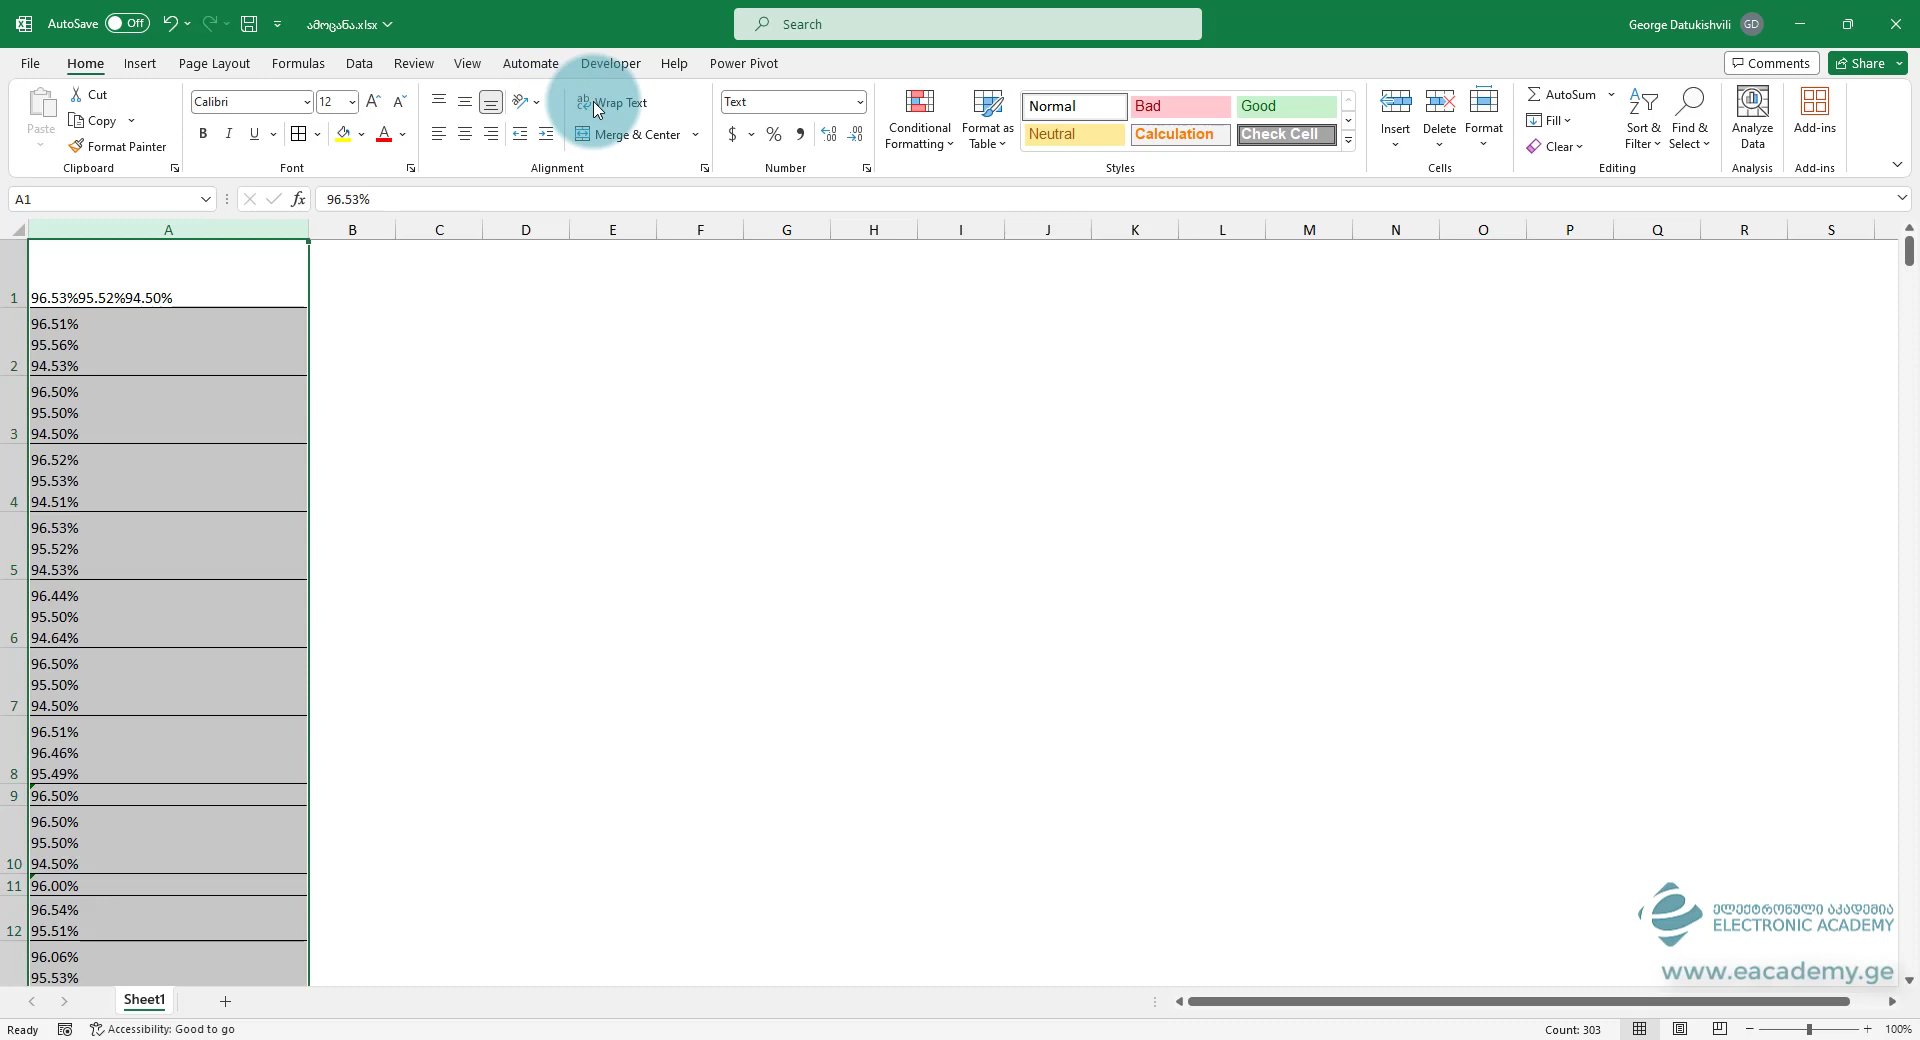 AutoSave Off ამოცანა.xlsx Search George Datukishvili GD
File Home Insert Page Layout Formulas Data Review View Automate Developer Help Power Pivot Comments Share
Paste Cut Copy Format Painter Clipboard
Calibri 12 B I U A Font
ab Wrap Text Merge & Center Alignment
Text $ % Number
Conditional Formatting Format as Table
Normal Bad Good
Neutral Calculation Check Cell
Styles
Insert Delete Format Cells
AutoSum Fill Clear Sort & Filter Find & Select Editing
Analyze Data Analysis
Add-ins Add-ins
A1 fx 96.53%
A B C D E F G H I J K L M N O P Q R S
1 96.53%95.52%94.50%
96.51%
95.56%
2 94.53%
96.50%
95.50%
3 94.50%
96.52%
95.53%
4 94.51%
96.53%
95.52%
5 94.53%
96.44%
95.50%
6 94.64%
96.50%
95.50%
7 94.50%
96.51%
96.46%
8 95.49%
9 96.50%
96.50%
95.50%
10 94.50%
11 96.00%
96.54%
12 95.51%
96.06%
95.53%
ელექტრონული აკადემია
ELECTRONIC ACADEMY
www.eacademy.ge
Sheet1
Ready Accessibility: Good to go Count: 303 100%